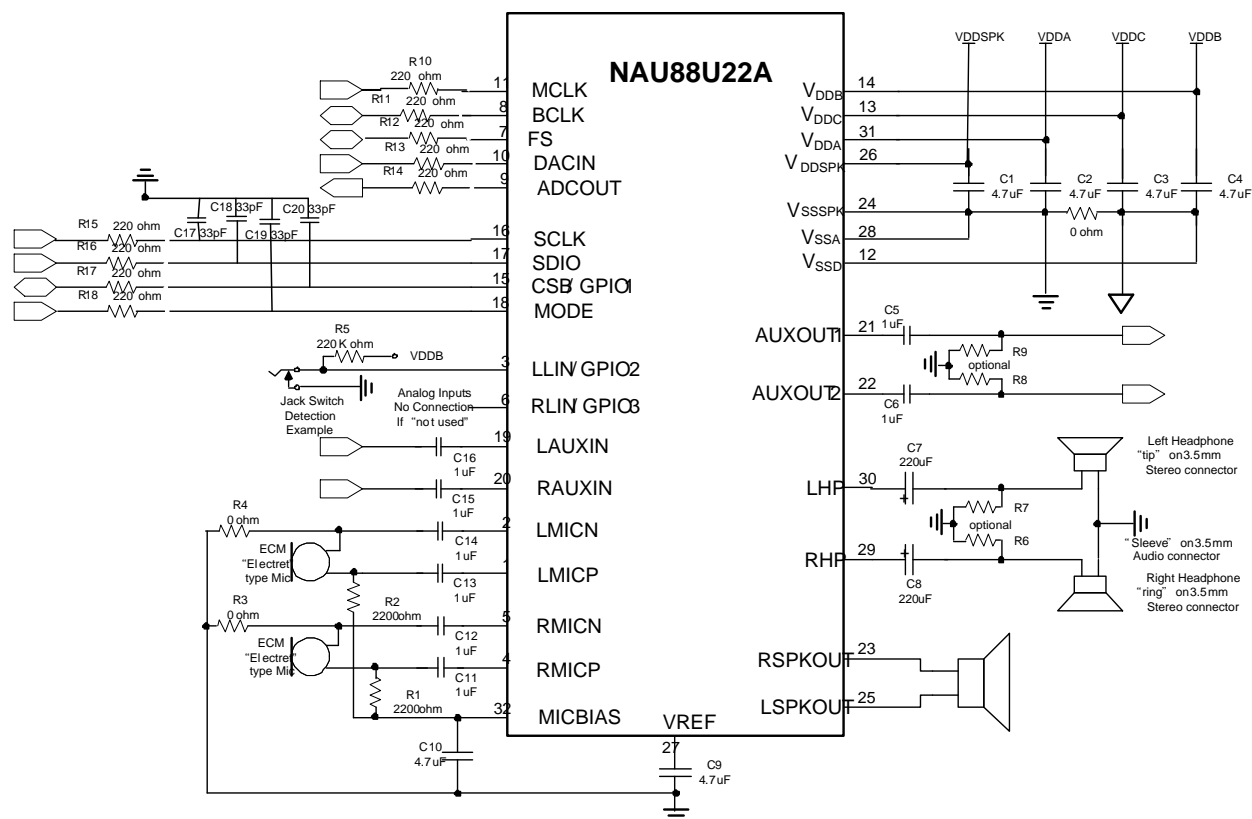 NAU88U22A
R10
220 ohm
11
MCLK
R11
220 ohm
8
BCLK
R12
220 ohm
7
FS
R13
220 ohm
10
DACIN
R14
220 ohm
9
ADCOUT
C18 33pF
C20 33pF
C17 33pF
C19 33pF
R15
220 ohm
16
SCLK
R16
220 ohm
17
SDIO
R17
220 ohm
15
CSB/ GPIO1
R18
220 ohm
18
MODE
R5
220 K ohm
VDDB
3
LLIN/ GPIO2
Jack Switch
Detection
Example
Analog Inputs
No Connection
If "not used"
6
RLIN/ GPIO3
19
LAUXIN
C16
1uF
20
RAUXIN
C15
1uF
R4
0 ohm
2
LMICN
C14
1uF
ECM
"Electret"
type Mic
1
LMICP
C13
1uF
R3
0 ohm
R2
2200ohm
5
RMICN
C12
1uF
ECM
"Electret"
type Mic
4
RMICP
C11
1uF
R1
2200ohm
32
MICBIAS
C10
4.7uF
VREF
27
C9
4.7uF
VDDSPK
VDDA
VDDC
VDDB
VDDB
14
VDDC
13
VDDA
31
VDDSPK
26
C1
4.7uF
C2
4.7uF
C3
4.7uF
C4
4.7uF
VSSSPK
24
0 ohm
VSSA
28
VSSD
12
AUXOUT1
21
C5
1uF
R9
optional
R8
AUXOUT2
22
C6
1uF
LHP
30
C7
220uF
+
R7
optional
R6
RHP
29
+
C8
220uF
Left Headphone
"tip" on3.5mm
Stereo connector
"Sleeve" on3.5mm
Audio connector
Right Headphone
"ring" on3.5mm
Stereo connector
RSPKOUT
23
LSPKOUT
25